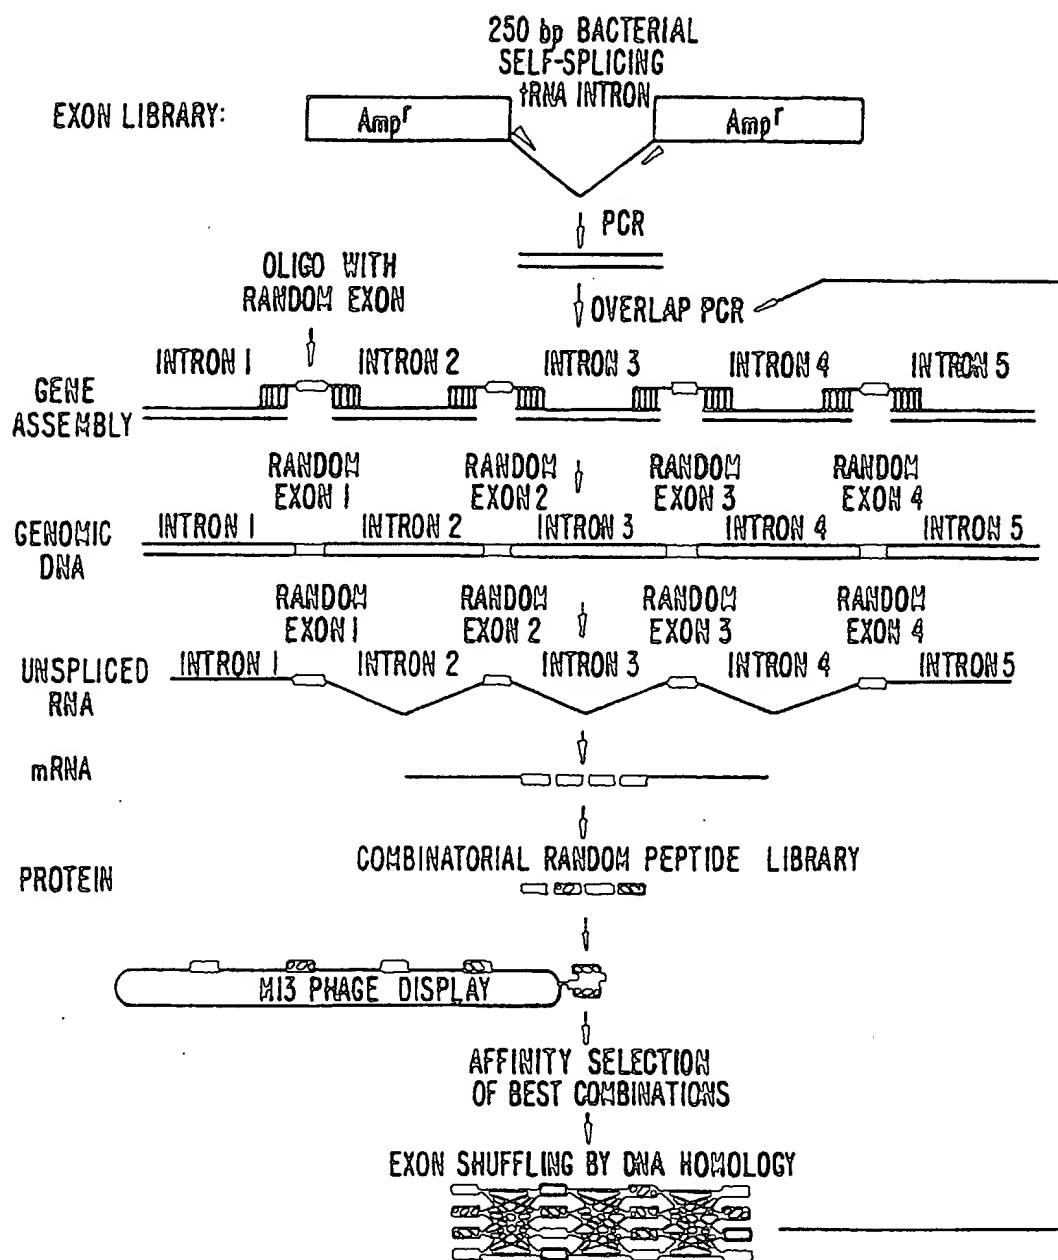 250 bp BACTERIAL
SELF-SPLICING
tRNA INTRON
EXON LIBRARY:
Ampr
Ampr
PCR
OLIGO WITH
RANDOM EXON
OVERLAP PCR
INTRON 1
INTRON 2
INTRON 3
INTRON 4
INTRON 5
GENE
ASSEMBLY
RANDOM
EXON 1
RANDOM
EXON 2
RANDOM
EXON 3
RANDOM
EXON 4
GENOMIC
DNA
INTRON 1
INTRON 2
INTRON 3
INTRON 4
INTRON 5
RANDOM
EXON 1
RANDOM
EXON 2
RANDOM
EXON 3
RANDOM
EXON 4
UNSPLICED
RNA
INTRON 1
INTRON 2
INTRON 3
INTRON 4
INTRON 5
mRNA
PROTEIN
COMBINATORIAL RANDOM PEPTIDE LIBRARY
M13 PHAGE DISPLAY
AFFINITY SELECTION
OF BEST COMBINATIONS
EXON SHUFFLING BY DNA HOMOLOGY